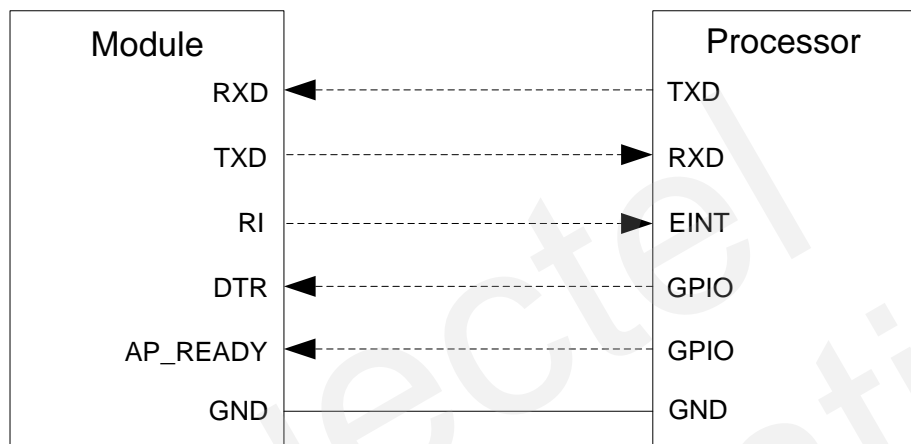 Module Processor
RXD TXD
TXD RXD
RI EINT
DTR GPIO
AP_READY GPIO
GND GND